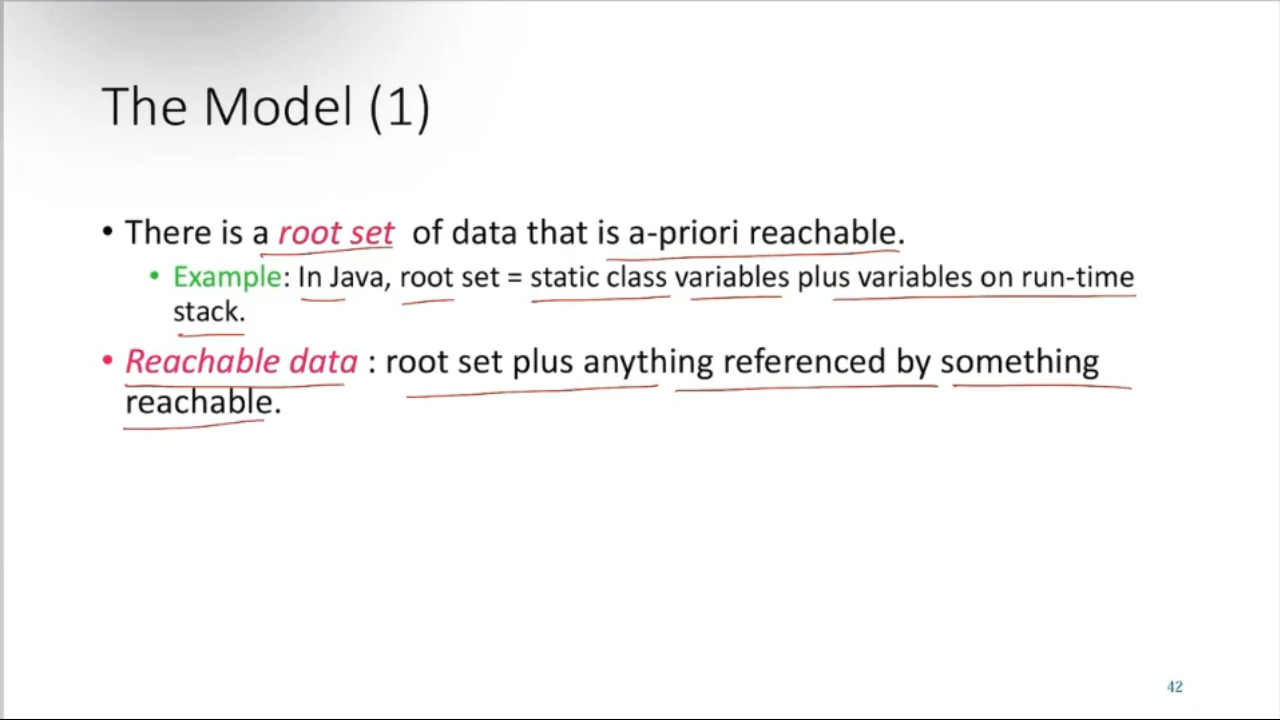 The Model (1)
• There is a root set of data that is a-priori reachable.
• Example: In Java, root set = static class variables plus variables on run-time
stack.
• Reachable data : root set plus anything referenced by something
reachable.
42